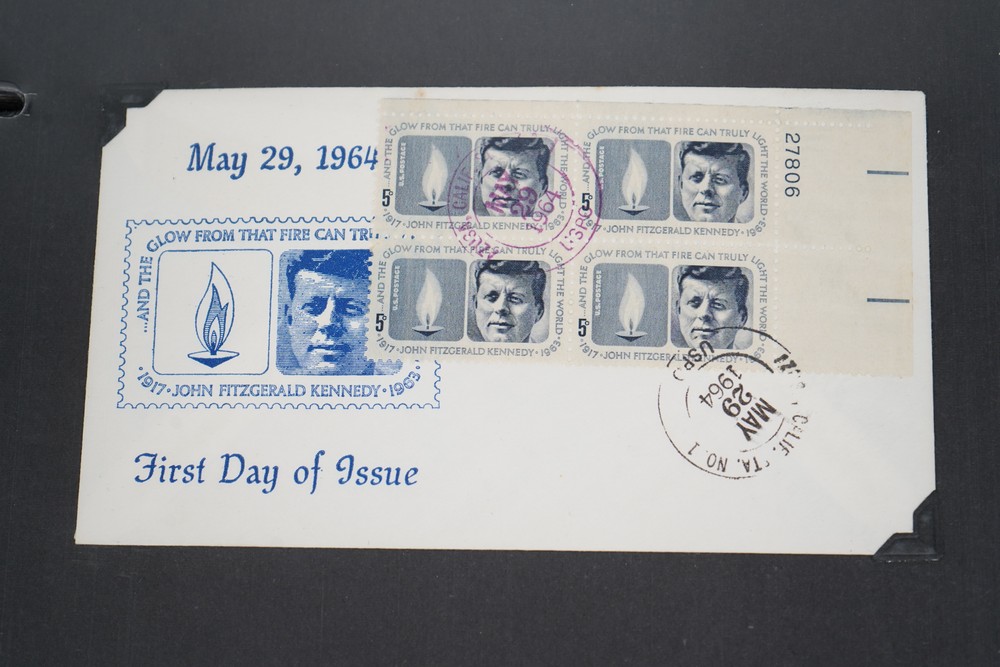 May 29, 1964
...AND THE GLOW FROM THAT FIRE CAN TRU
·1917·JOHN FITZGERALD KENNEDY·1963·
First Day of Issue
...AND THE GLOW FROM THAT FIRE CAN TRULY LIGHT THE WORLD·
U.S. POSTAGE
5¢
·1917·JOHN FITZGERALD KENNEDY·1963·
...AND THE GLOW FROM THAT FIRE CAN TRULY LIGHT THE WORLD·
U.S. POSTAGE
5¢
·1917·JOHN FITZGERALD KENNEDY·1963·
27806
...AND THE GLOW FROM THAT FIRE CAN TRULY LIGHT THE WORLD·
U.S. POSTAGE
5¢
·1917·JOHN FITZGERALD KENNEDY·1963·
...AND THE GLOW FROM THAT FIRE CAN TRULY LIGHT THE WORLD·
U.S. POSTAGE
5¢
·1917·JOHN FITZGERALD KENNEDY·1963·
CALIF.
MAY
29
1964
CALIF. STA. NO. 1
MAY
29
1964